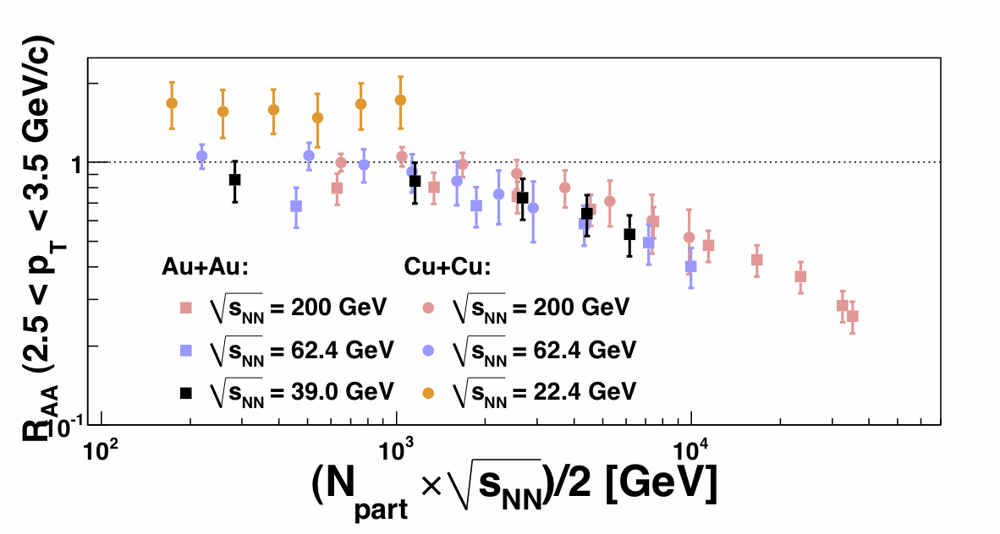 R_AA (2.5 < p_T < 3.5 GeV/c)
1
10^-1
Au+Au: Cu+Cu:
√s_NN = 200 GeV √s_NN = 200 GeV
√s_NN = 62.4 GeV √s_NN = 62.4 GeV
√s_NN = 39.0 GeV √s_NN = 22.4 GeV
10^2 10^3 10^4
(N_part × √s_NN)/2 [GeV]